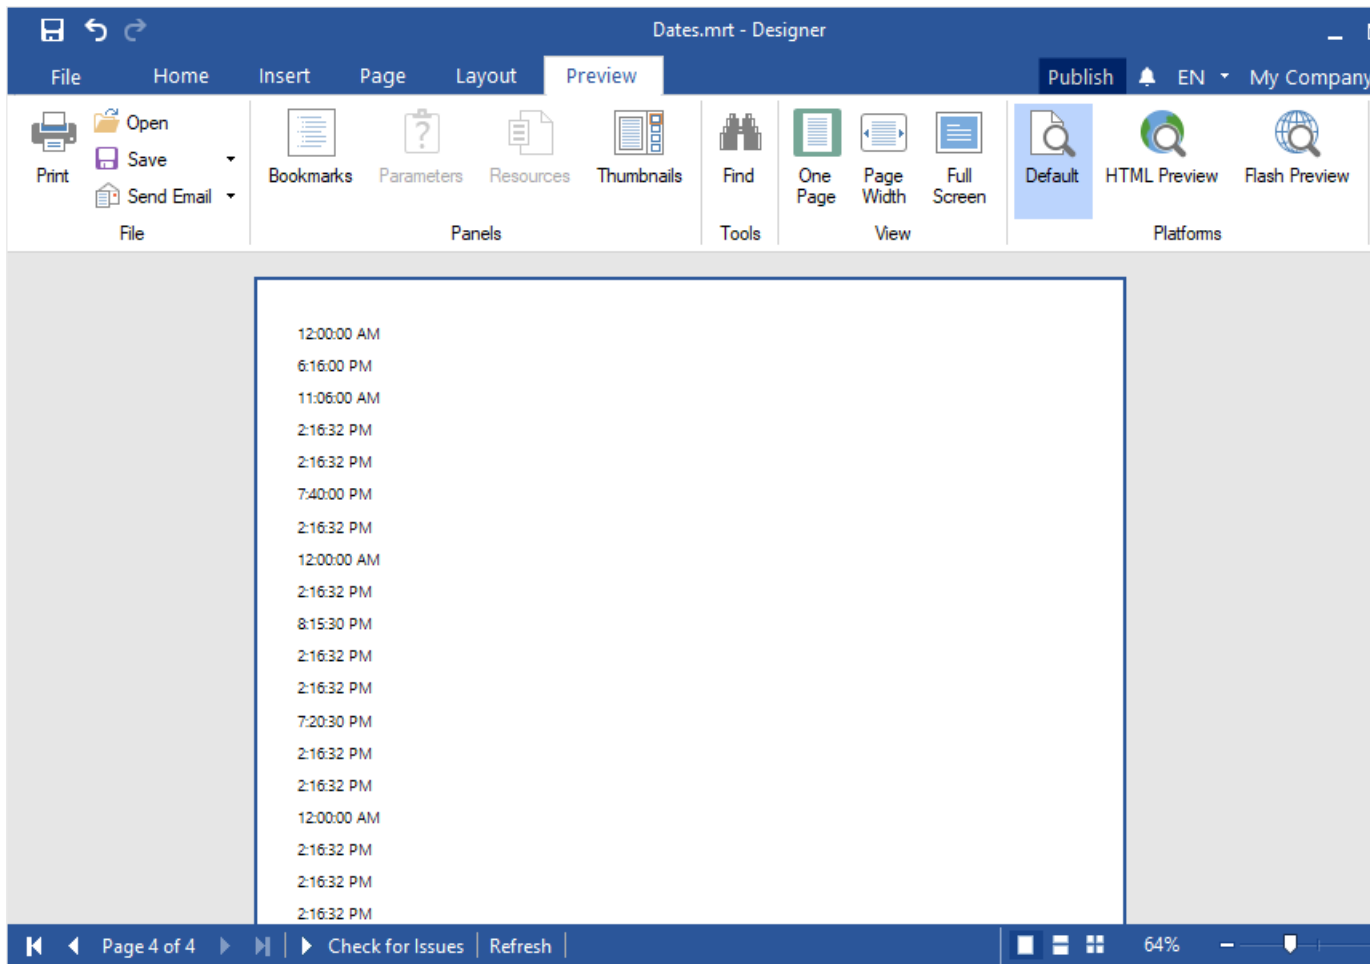 Dates.mrt - Designer
File Home Insert Page Layout Preview Publish EN My Company
Print
Open
Save
Send Email
File
Bookmarks Parameters Resources Thumbnails
Panels
Find
Tools
One Page
Page Width
Full Screen
View
Default HTML Preview Flash Preview
Platforms
12:00:00 AM
6:16:00 PM
11:06:00 AM
2:16:32 PM
2:16:32 PM
7:40:00 PM
2:16:32 PM
12:00:00 AM
2:16:32 PM
8:15:30 PM
2:16:32 PM
2:16:32 PM
7:20:30 PM
2:16:32 PM
2:16:32 PM
12:00:00 AM
2:16:32 PM
2:16:32 PM
2:16:32 PM
Page 4 of 4 Check for Issues Refresh 64%